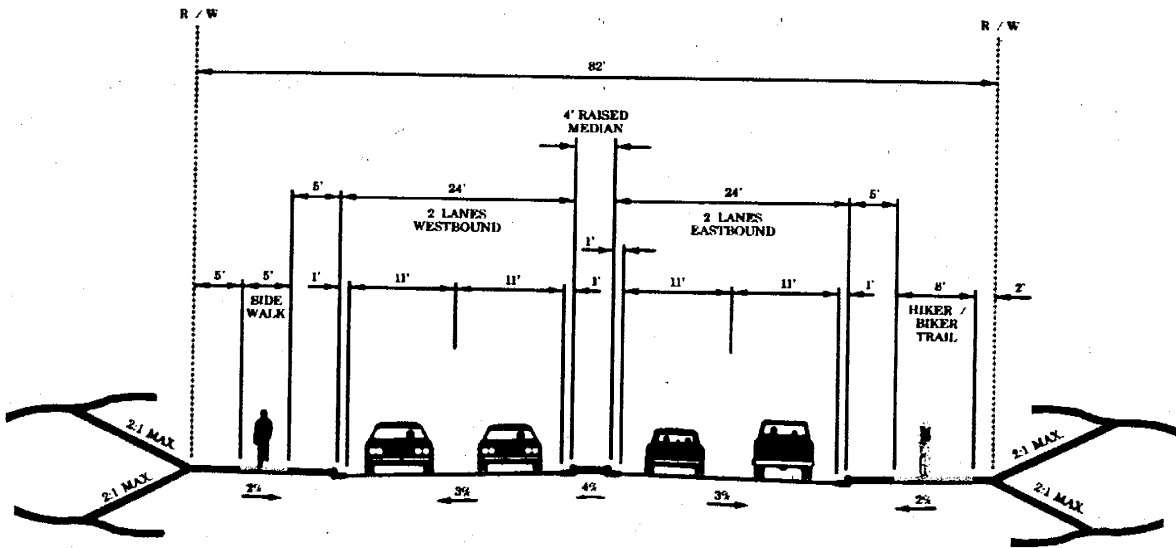 R / W
R / W
82'
4' RAISED
MEDIAN
5'
24'
24'
5'
2 LANES
WESTBOUND
2 LANES
EASTBOUND
1'
5'
5'
1'
11'
11'
1'
11'
11'
1'
8'
2'
SIDE
WALK
HIKER /
BIKER
TRAIL
2:1 MAX.
2:1 MAX.
2:1 MAX.
2:1 MAX.
2%
3%
4%
3%
2%